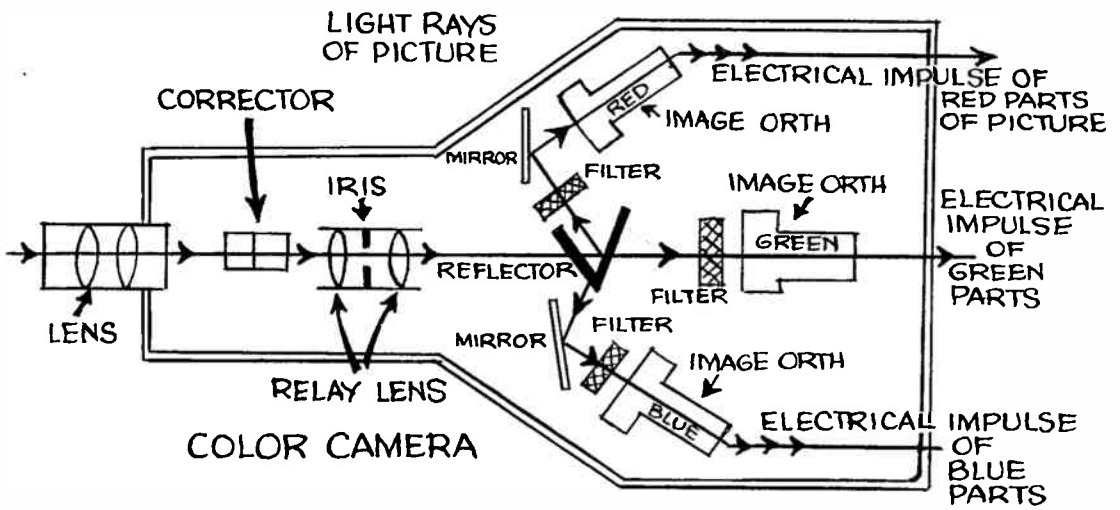 LIGHT RAYS
OF PICTURE
CORRECTOR
IRIS
LENS
RELAY LENS
REFLECTOR
MIRROR
FILTER
RED
IMAGE ORTH
ELECTRICAL IMPULSE OF
RED PARTS
OF PICTURE
FILTER
GREEN
IMAGE ORTH
ELECTRICAL
IMPULSE
OF
GREEN
PARTS
MIRROR
FILTER
BLUE
IMAGE ORTH
ELECTRICAL IMPULSE
OF
BLUE
PARTS
COLOR CAMERA